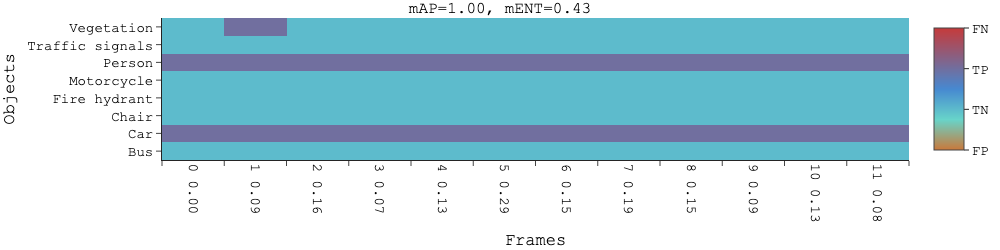 mAP=1.00, mENT=0.43
Objects
Vegetation
Traffic signals
Person
Motorcycle
Fire hydrant
Chair
Car
Bus
0 0.00
1 0.09
2 0.16
3 0.07
4 0.13
5 0.29
6 0.15
7 0.19
8 0.15
9 0.09
10 0.13
11 0.08
Frames
FN
TP
TN
FP